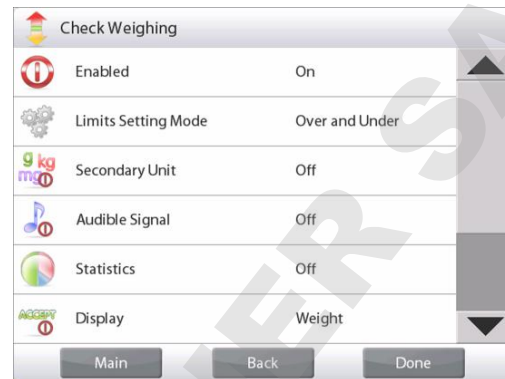 Check Weighing
Enabled On
Limits Setting Mode Over and Under
g kg mg Secondary Unit Off
Audible Signal Off
Statistics Off
ACCEPT Display Weight
Main Back Done